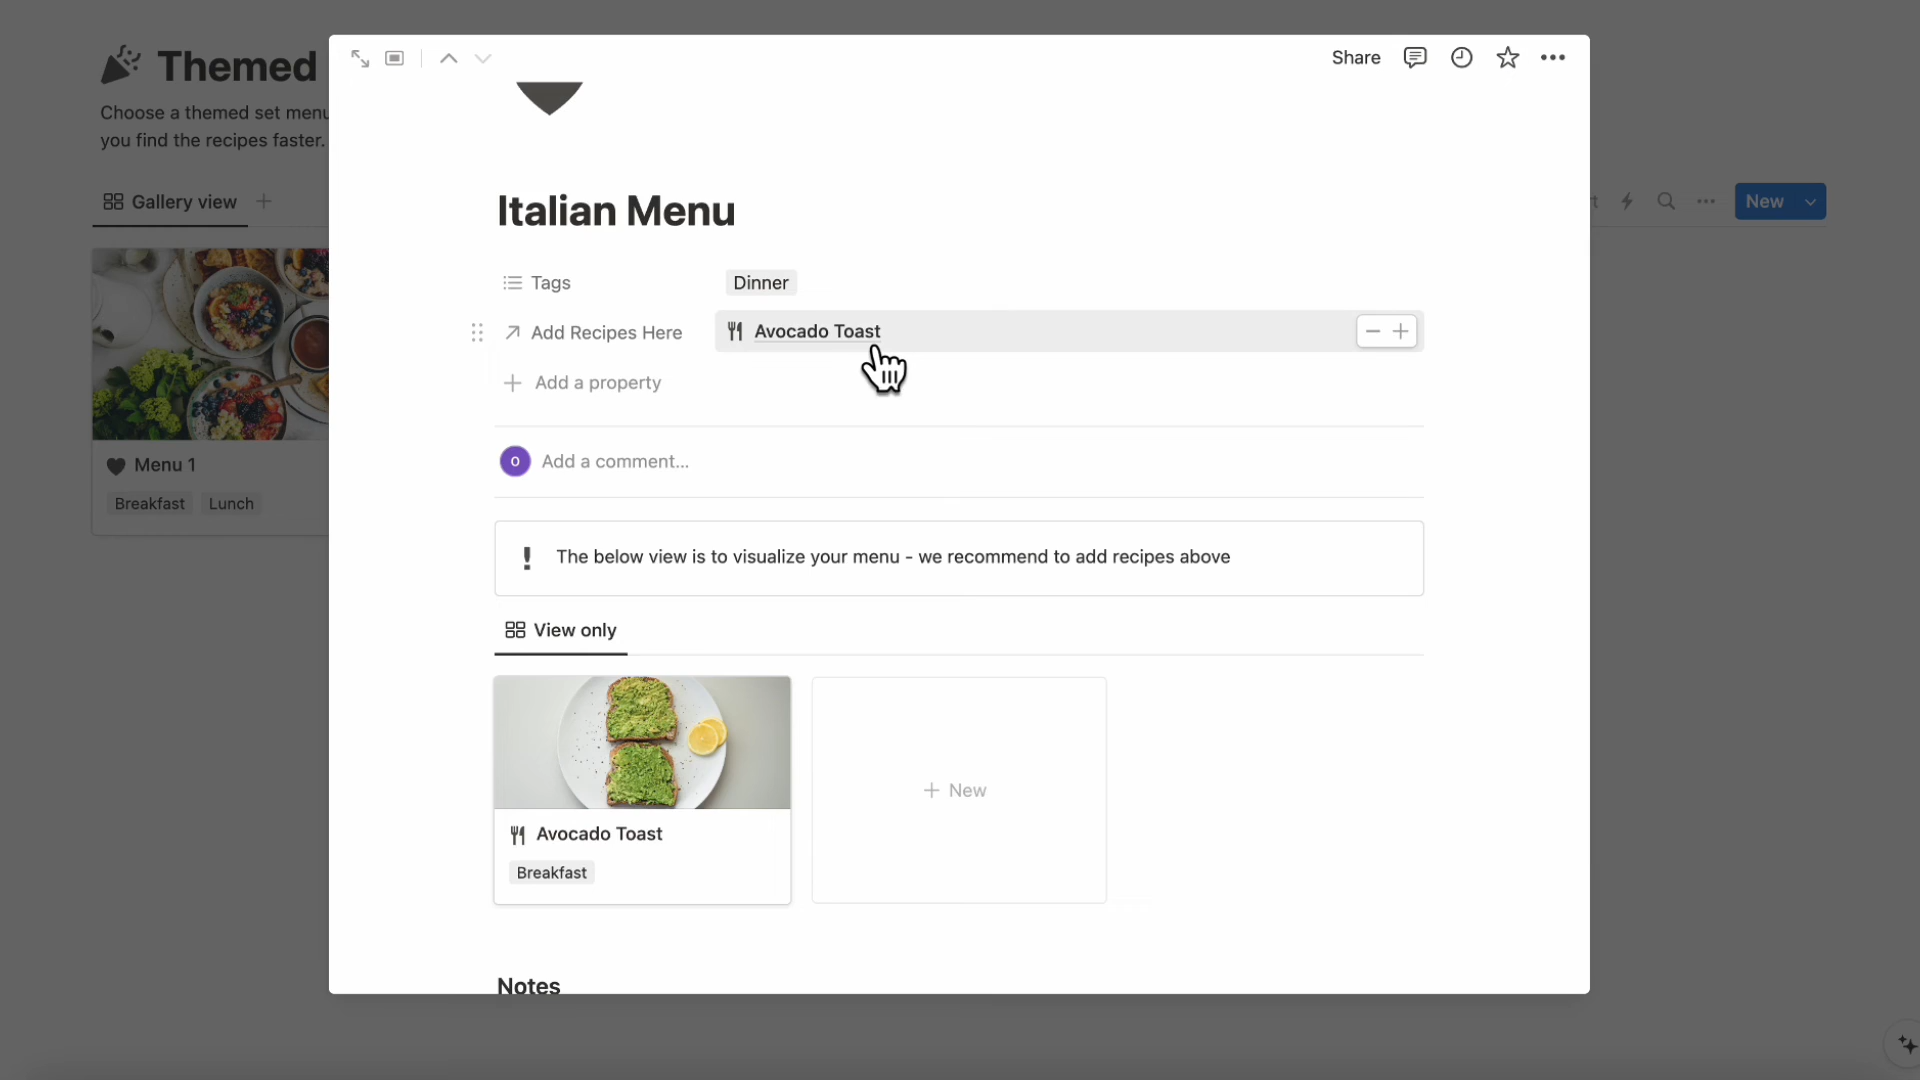 Themed
Choose a themed set menu
you find the recipes faster.
Gallery view
New
Menu 1
Breakfast Lunch
Share
Italian Menu
Tags Dinner
Add Recipes Here Avocado Toast
Add a property
O Add a comment...
The below view is to visualize your menu - we recommend to add recipes above
View only
Avocado Toast
Breakfast
New
Notes